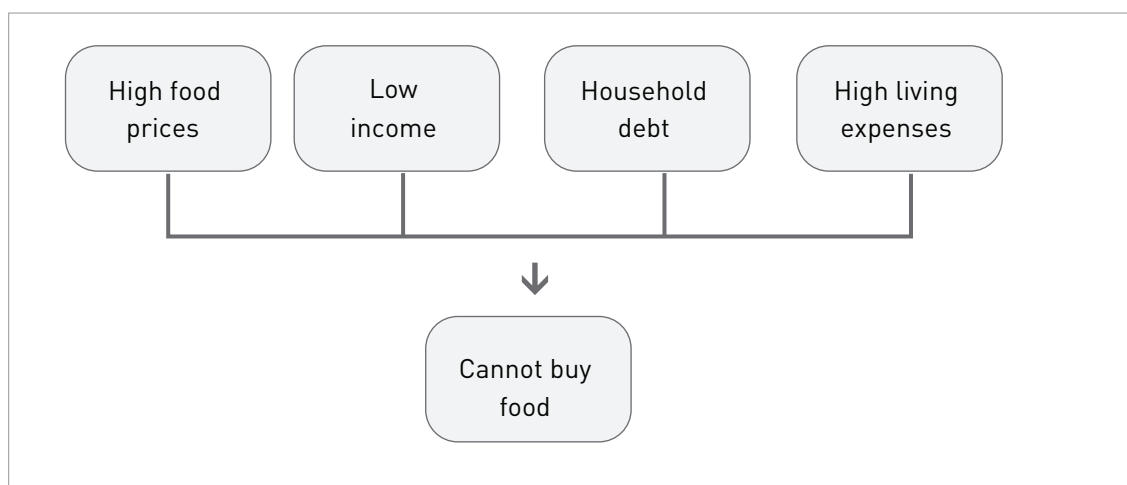 High food
prices
Low
income
Household
debt
High living
expenses
Cannot buy
food